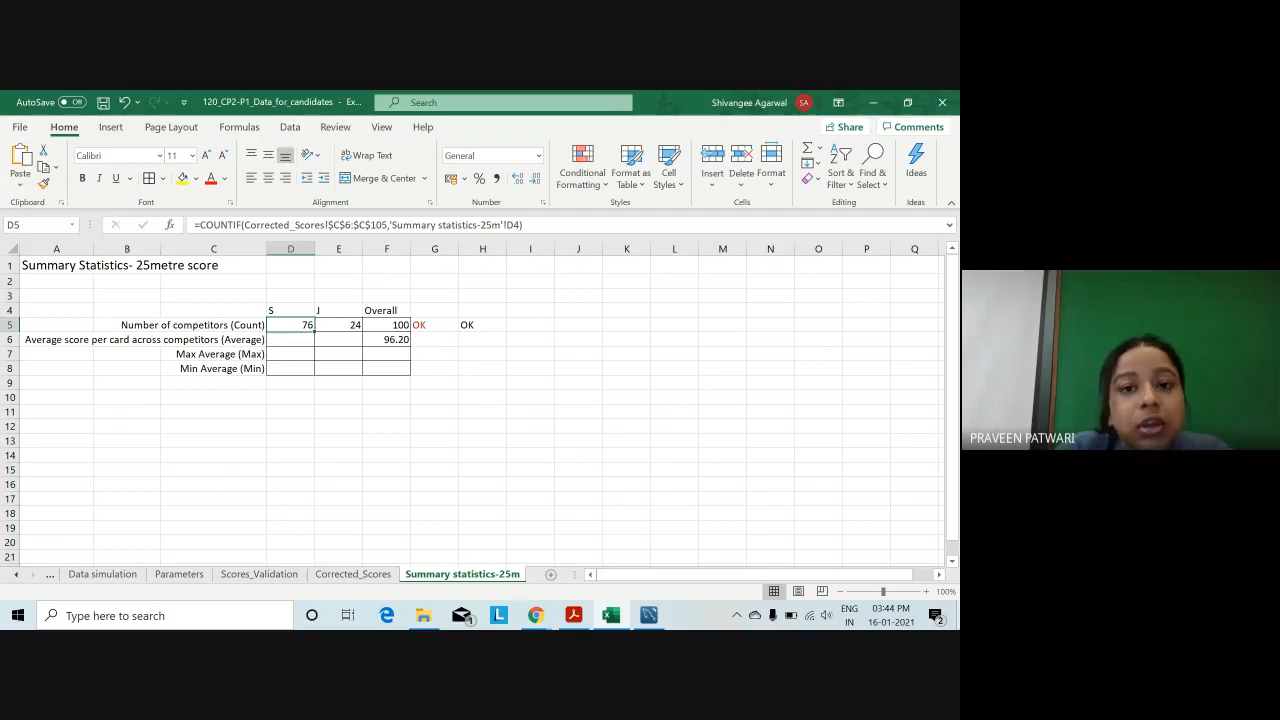 AutoSave Off 120_CP2-P1_Data_for_candidates - Ex... Search Shivangee Agarwal SA
File Home Insert Page Layout Formulas Data Review View Help Share Comments
Paste Calibri 11 Wrap Text General Conditional Formatting Format as Table Cell Styles Insert Delete Format Sort & Filter Find & Select Ideas
B I U Merge & Center
Clipboard Font Alignment Number Styles Cells Editing Ideas
D5 fx =COUNTIF(Corrected_Scores!$C$6:$C$105,'Summary statistics-25m'!D4)
A B C D E F G H I J K L M N O P Q
1 Summary Statistics- 25metre score
2
3
4 S J Overall
5 Number of competitors (Count) 76 24 100 OK OK
6 Average score per card across competitors (Average) 96.20
7 Max Average (Max)
8 Min Average (Min)
9
10
11
12
13
14
15
16
17
18
19
20
21
... Data simulation Parameters Scores_Validation Corrected_Scores Summary statistics-25m
100%
Type here to search ENG 03:44 PM
IN 16-01-2021 2
PRAVEEN PATWARI